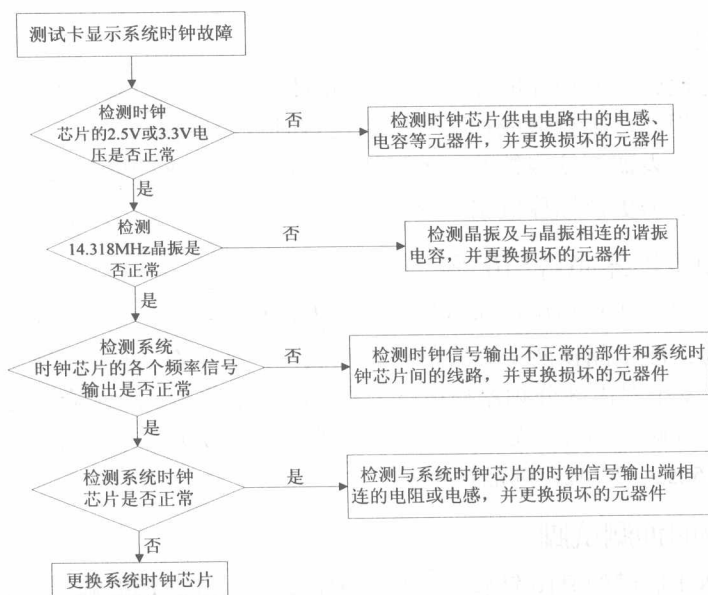 测试卡显示系统时钟故障
检测时钟
芯片的2.5V或3.3V电
压是否正常
否
检测时钟芯片供电电路中的电感、
电容等元器件，并更换损坏的元器件
是
检测
14.318MHz晶振是
否正常
否
检测晶振及与晶振相连的谐振
电容，并更换损坏的元器件
是
检测系统
时钟芯片的各个频率信号
输出是否正常
否
检测时钟信号输出不正常的部件和系统时
钟芯片间的线路，并更换损坏的元器件
是
检测系统时钟
芯片是否正常
是
检测与系统时钟芯片的时钟信号输出端相
连的电阻或电感，并更换损坏的元器件
否
更换系统时钟芯片